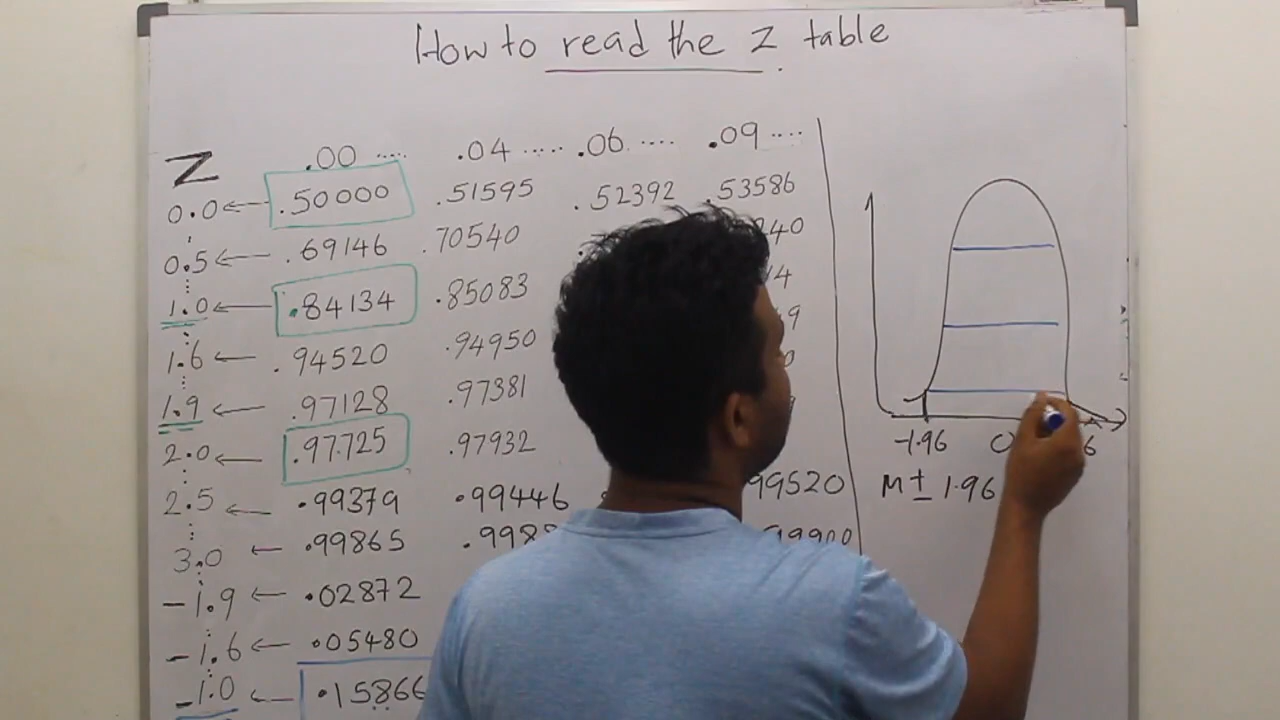 How to read the Z table
Z .00 .... .04 ..... .06 .... .09 ....
0.0 .50000 .51595 .52392 .53586
0.5 .69146 .70540
1.0 .84134 .85083
1.6 .94520 .94950
1.9 .97128 .97381
2.0 .97725 .97932
2.5 .99379 .99446 .99520
3.0 .99865
-1.9 .02872
-1.6 .05480
-1.0 .15866
-1.96 0
M ± 1.96